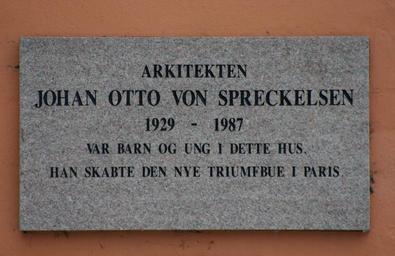 ARKITEKTEN
JOHAN OTTO VON SPRECKELSEN
1929 - 1987
VAR BARN OG UNG I DETTE HUS.
HAN SKABTE DEN NYE TRIUMFBUE I PARIS.